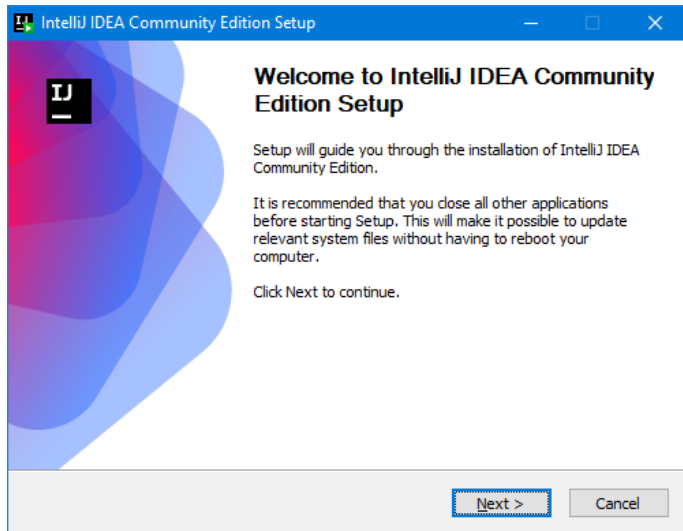 IntelliJ IDEA Community Edition Setup
IJ
Welcome to IntelliJ IDEA Community
Edition Setup
Setup will guide you through the installation of IntelliJ IDEA
Community Edition.
It is recommended that you close all other applications
before starting Setup. This will make it possible to update
relevant system files without having to reboot your
computer.
Click Next to continue.
Next >
Cancel